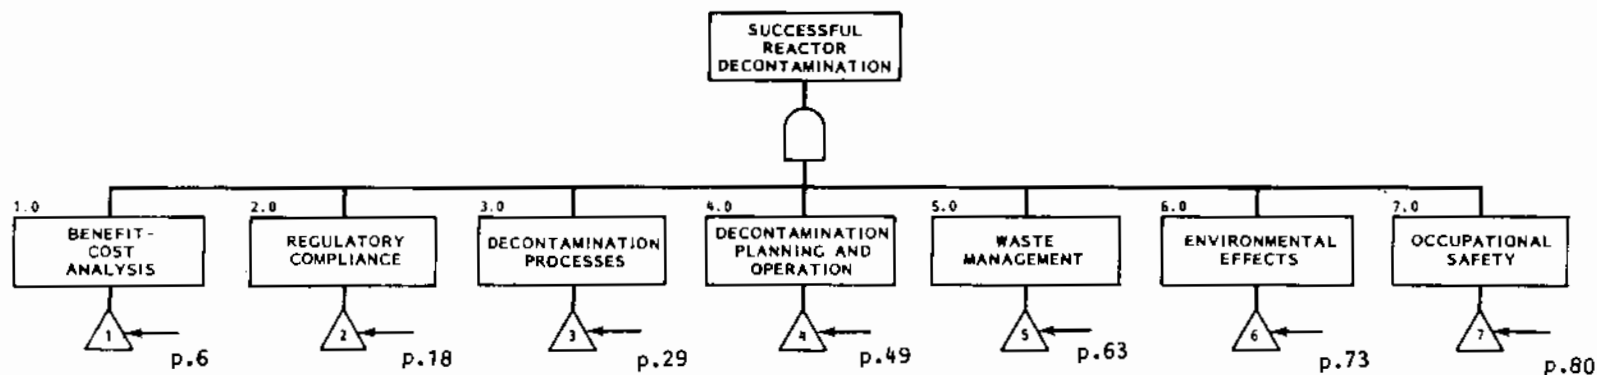 SUCCESSFUL
REACTOR
DECONTAMINATION
1.0
BENEFIT-
COST
ANALYSIS
1
p.6
2.0
REGULATORY
COMPLIANCE
2
p.18
3.0
DECONTAMINATION
PROCESSES
3
p.29
4.0
DECONTAMINATION
PLANNING AND
OPERATION
4
p.49
5.0
WASTE
MANAGEMENT
5
p.63
6.0
ENVIRONMENTAL
EFFECTS
6
p.73
7.0
OCCUPATIONAL
SAFETY
7
p.80